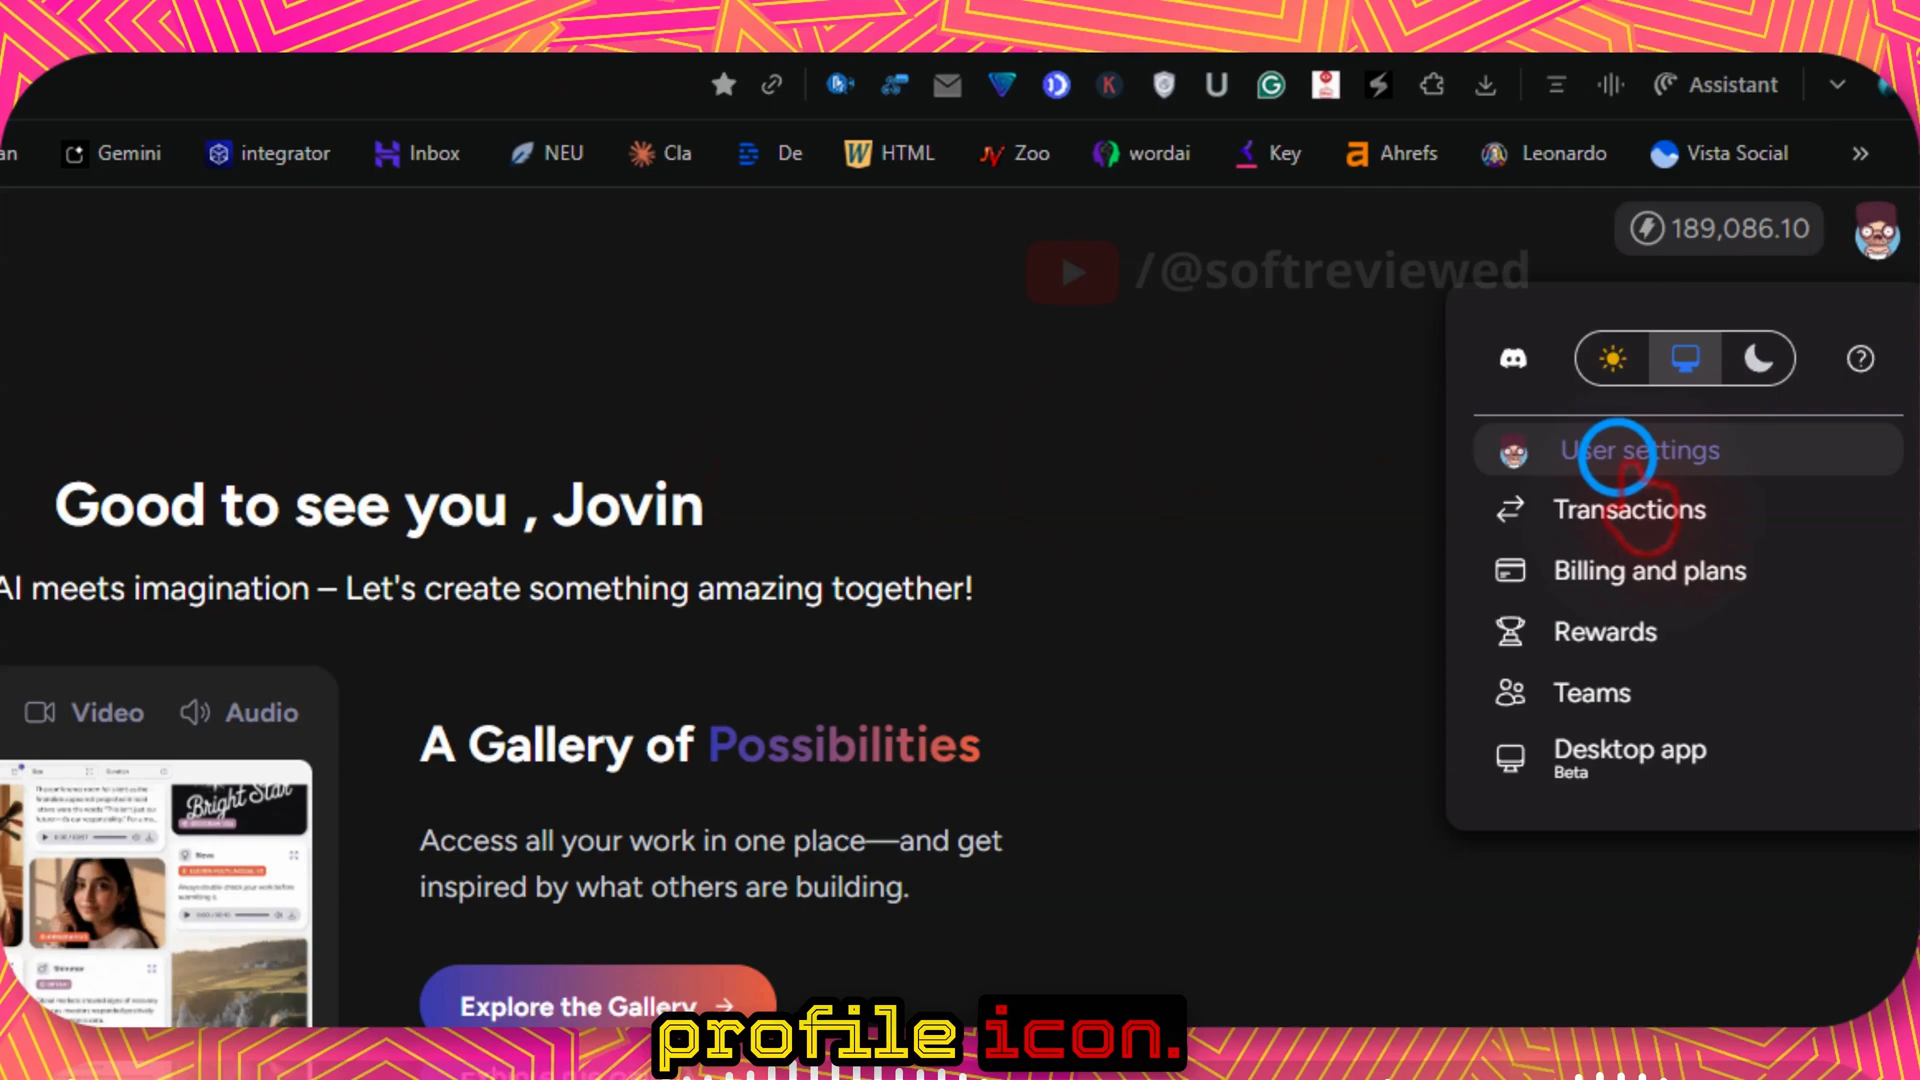 Assistant
an Gemini integrator Inbox NEU Cla De HTML Zoo wordai Key Ahrefs Leonardo Vista Social
189,086.10
/@softreviewed
User settings
Transactions
Billing and plans
Rewards
Teams
Desktop app
Beta
Good to see you , Jovin
AI meets imagination – Let's create something amazing together!
Video Audio
Bright Star
A Gallery of Possibilities
Access all your work in one place—and get
inspired by what others are building.
Explore the Gallery →
profile icon.